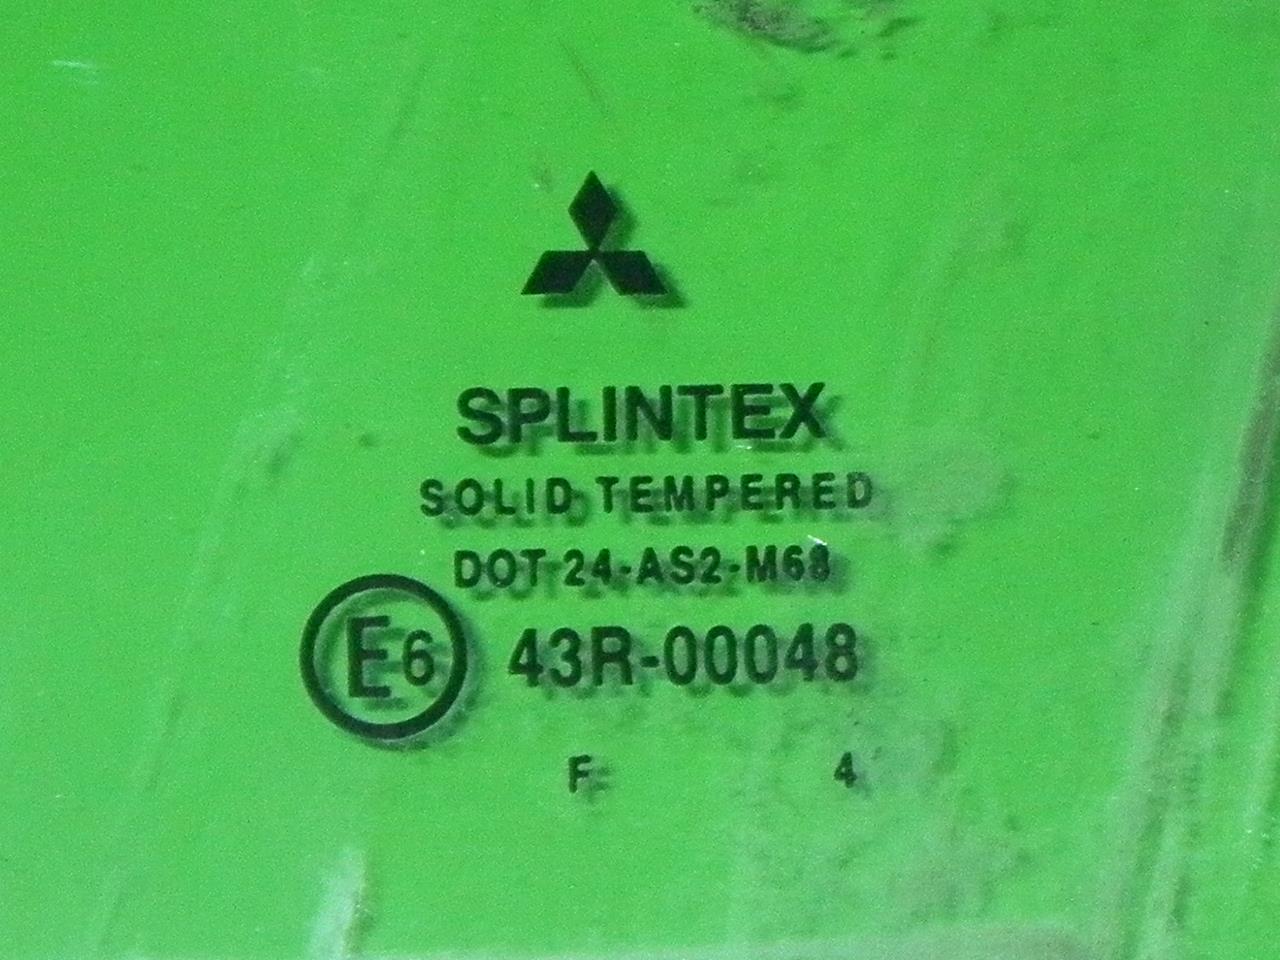 SPLINTEX
SOLID TEMPERED
DOT 24-AS2-M68
E6 43R-00048
F 4